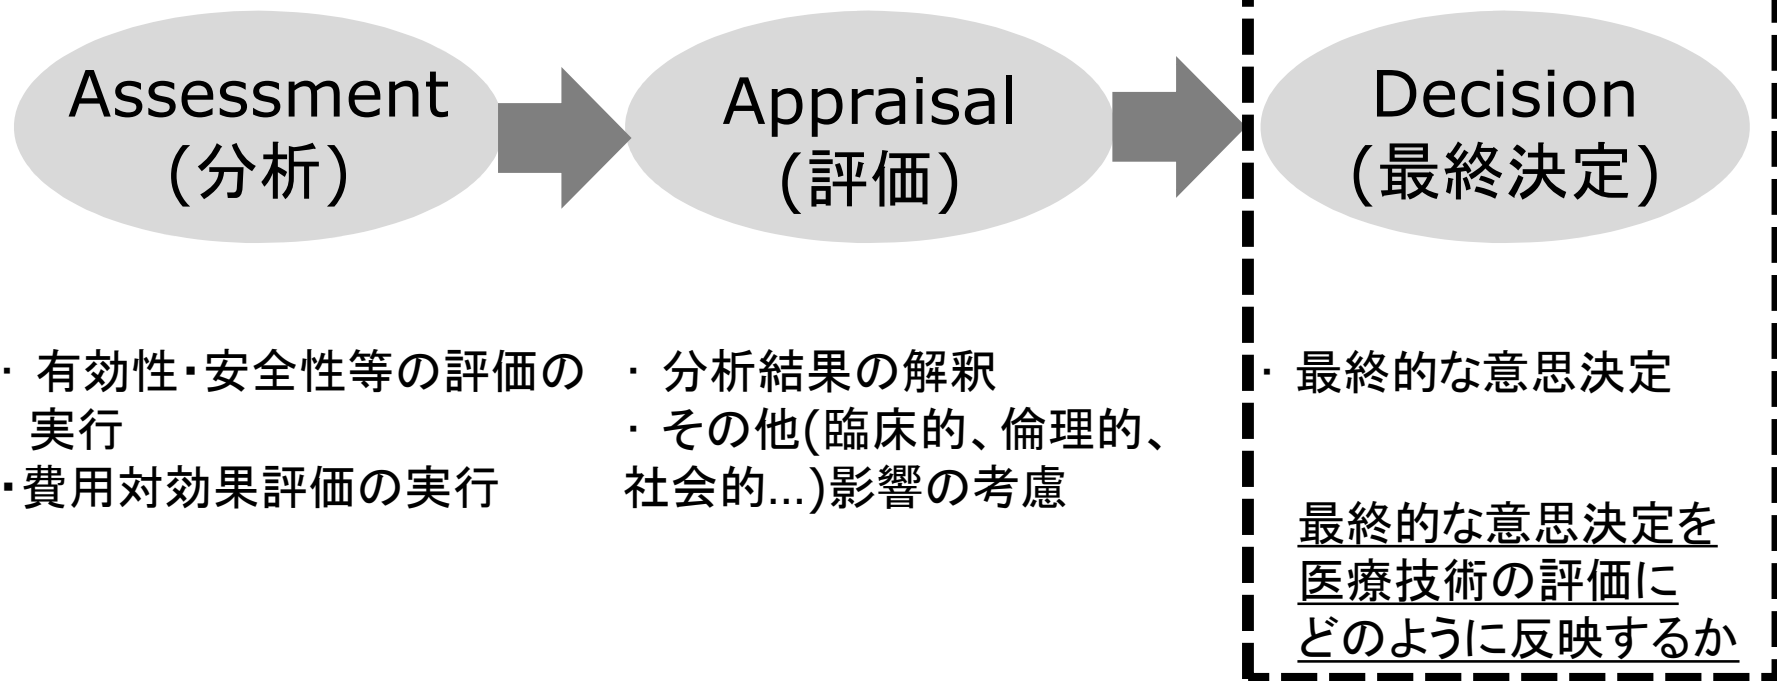 Assessment
(分析)
Appraisal
(評価)
Decision
(最終決定)
· 有効性・安全性等の評価の
実行
・費用対効果評価の実行
· 分析結果の解釈
· その他(臨床的、倫理的、
社会的…)影響の考慮
· 最終的な意思決定
最終的な意思決定を
医療技術の評価に
どのように反映するか